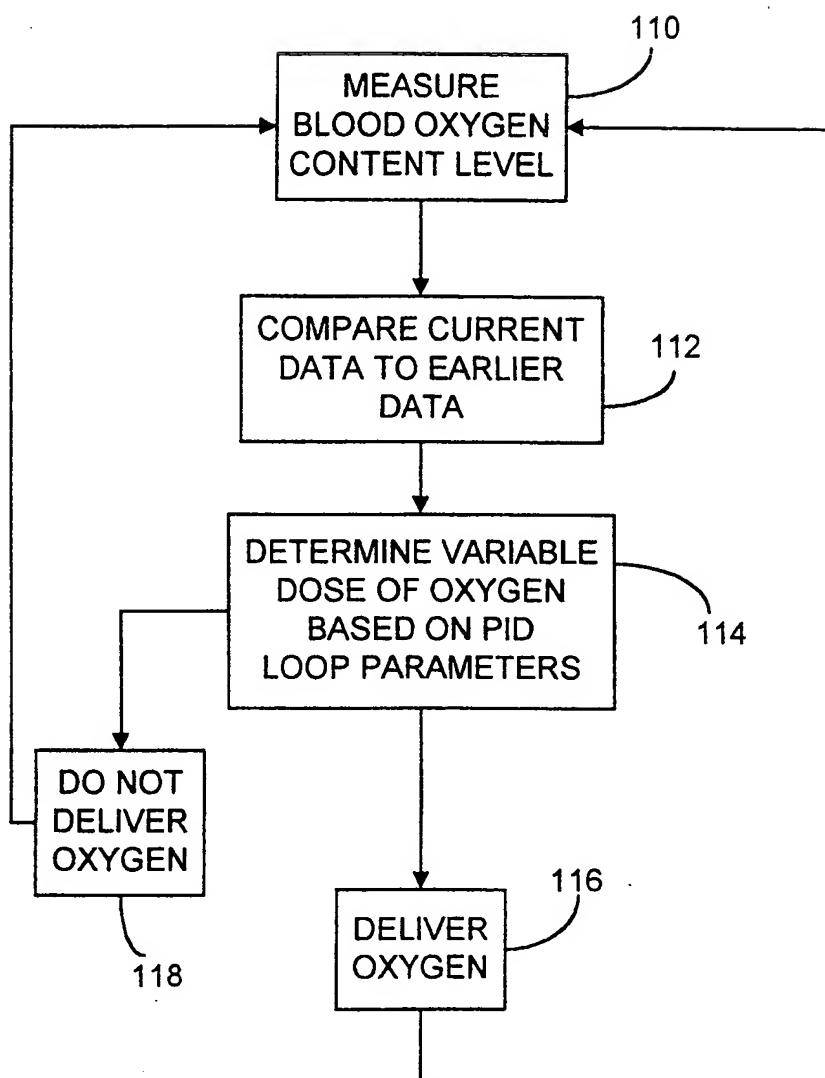 110
MEASURE
BLOOD OXYGEN
CONTENT LEVEL
COMPARE CURRENT
DATA TO EARLIER
DATA
112
DETERMINE VARIABLE
DOSE OF OXYGEN
BASED ON PID
LOOP PARAMETERS
114
DO NOT
DELIVER
OXYGEN
118
DELIVER
OXYGEN
116